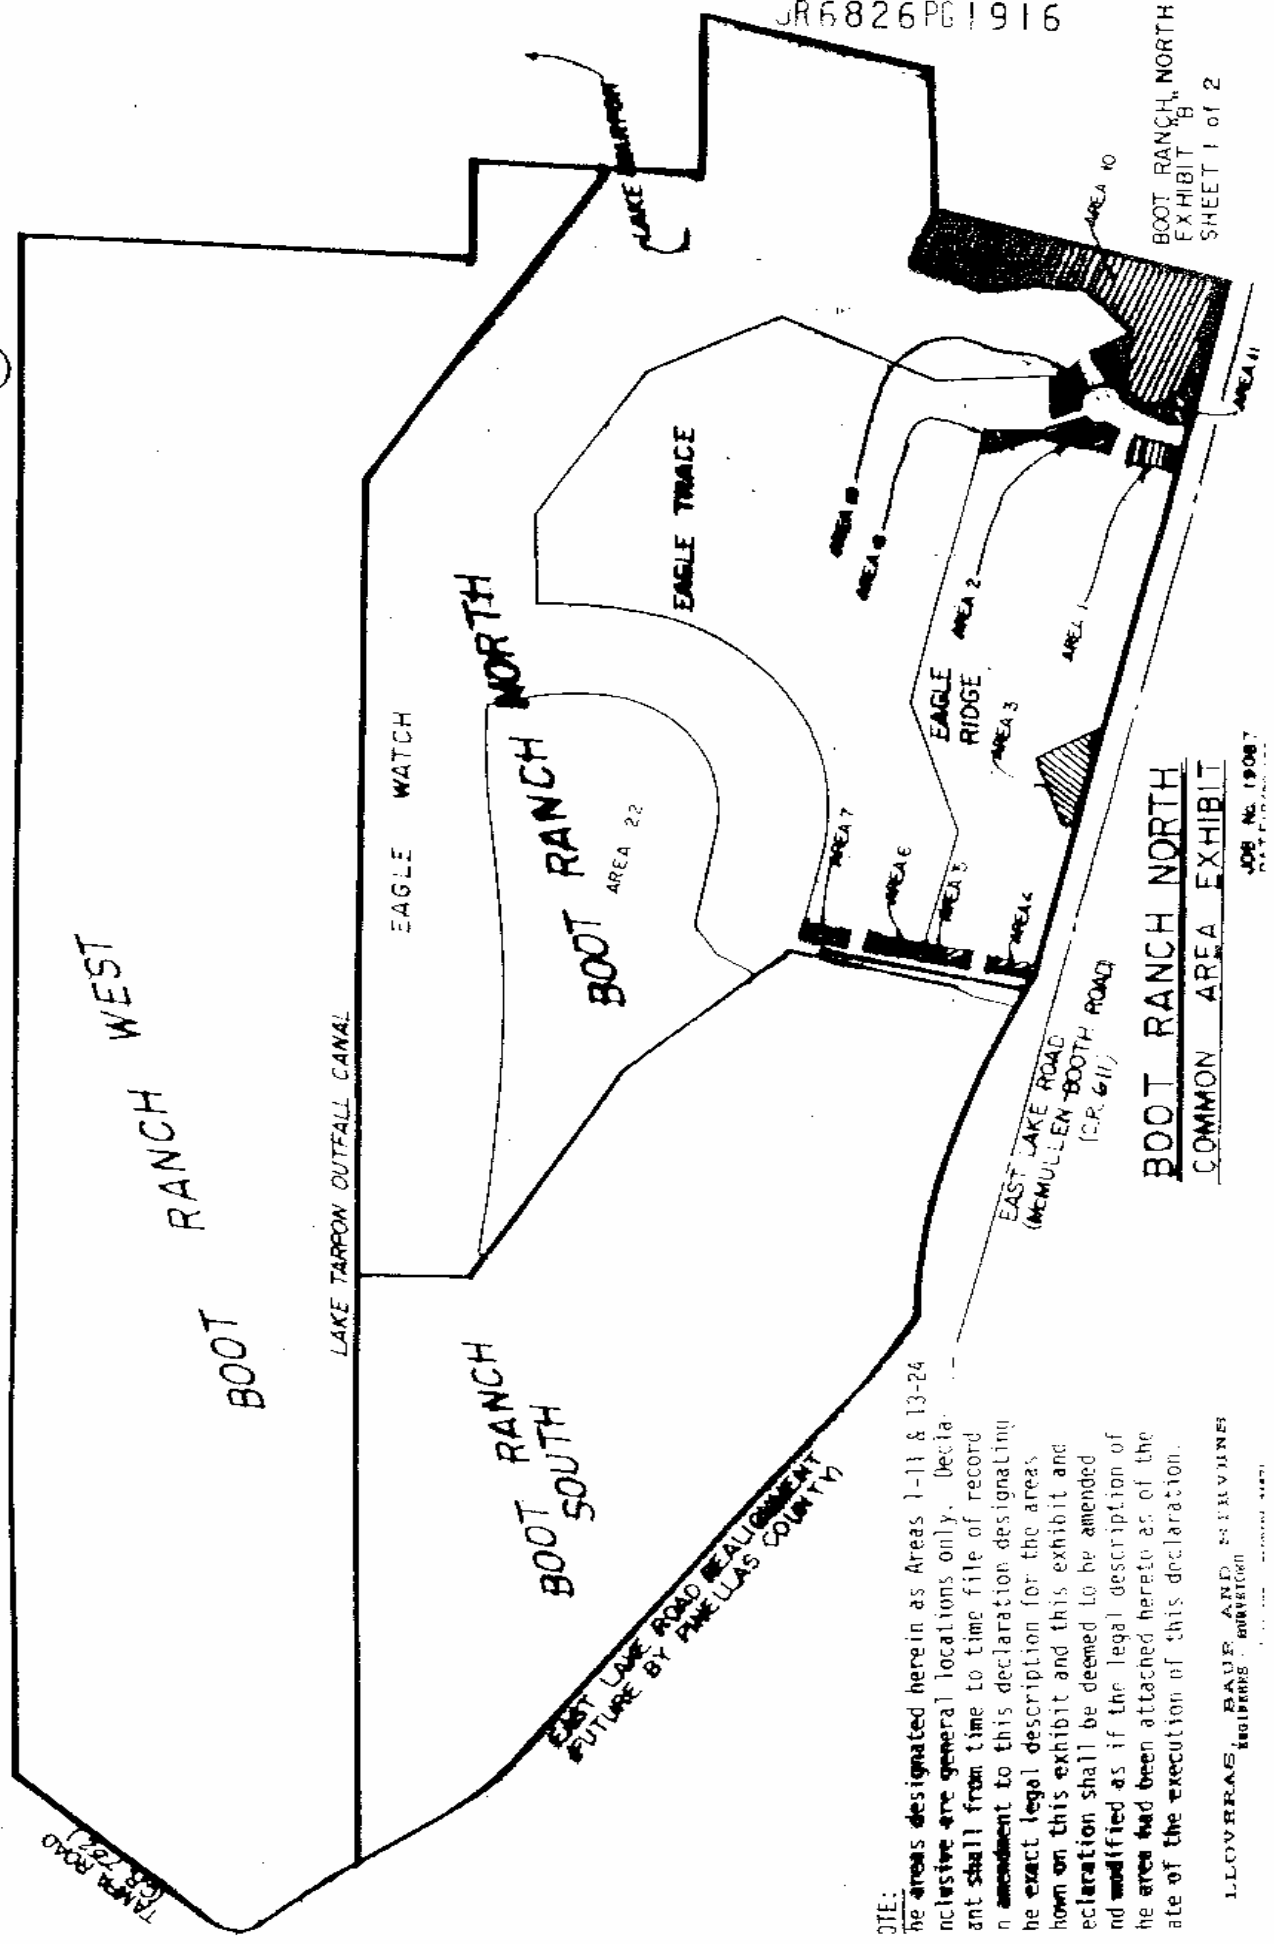 6826PG1916
BOOT RANCH NORTH
EXHIBIT "B"
SHEET 1 of 2
LAKE
BOOT RANCH WEST
LAKE TARPON OUTFALL CANAL
EAGLE WATCH
BOOT RANCH NORTH
AREA 22
EAGLE TRACE
EAGLE
RIDGE
AREA 10
AREA 11
AREA 2
AREA 1
AREA 3
AREA 7
AREA 6
AREA 5
AREA 4
BOOT RANCH
SOUTH
TAMPA ROAD
EAST LAKE ROAD REALIGNMENT
FUTURE BY PINELLAS COUNTY
EAST LAKE ROAD
(McMULLEN-BOOTH ROAD)
(C.R. 611)
BOOT RANCH NORTH
COMMON AREA EXHIBIT
JOB No. 19087
OTE:
he areas designated herein as Areas 1-11 & 13-24
nclusive are general locations only. Decla-
ant shall from time to time file of record
n amendment to this declaration designating
he exact legal description for the areas
hown on this exhibit and this exhibit and
eclaration shall be deemed to be amended
nd modified as if the legal description of
he area had been attached hereto as of the
ate of the execution of this declaration.
BAUR AND
ENGINEERS - SURVEYORS